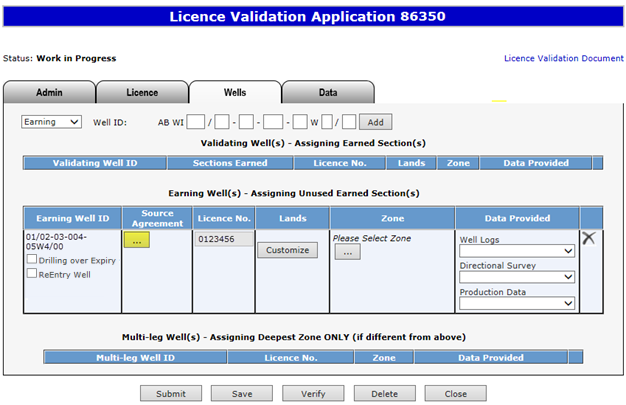 Licence Validation Application 86350
Status: Work in Progress
Licence Validation Document
Admin Licence Wells Data
Earning Well ID: AB WI / - - - W / Add
Validating Well(s) - Assigning Earned Section(s)
Validating Well ID Sections Earned Licence No. Lands Zone Data Provided
Earning Well(s) - Assigning Unused Earned Section(s)
Earning Well ID Source Agreement Licence No. Lands Zone Data Provided
01/02-03-004-
05W4/00
Drilling over Expiry
ReEntry Well
...
0123456
Customize
Please Select Zone
...
Well Logs
Directional Survey
Production Data
Multi-leg Well(s) - Assigning Deepest Zone ONLY (if different from above)
Multi-leg Well ID Licence No. Zone Data Provided
Submit Save Verify Delete Close